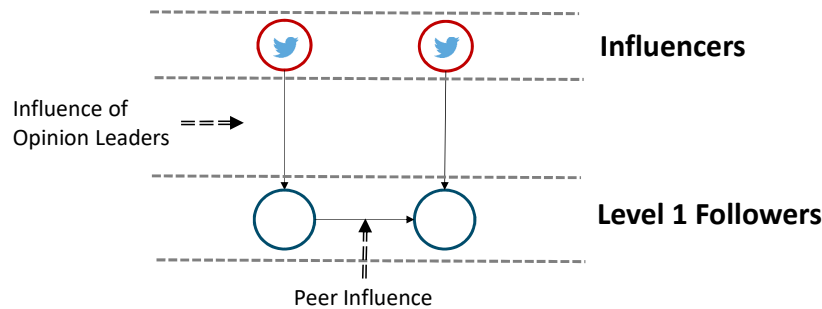 Influencers
Influence of
Opinion Leaders
Level 1 Followers
Peer Influence